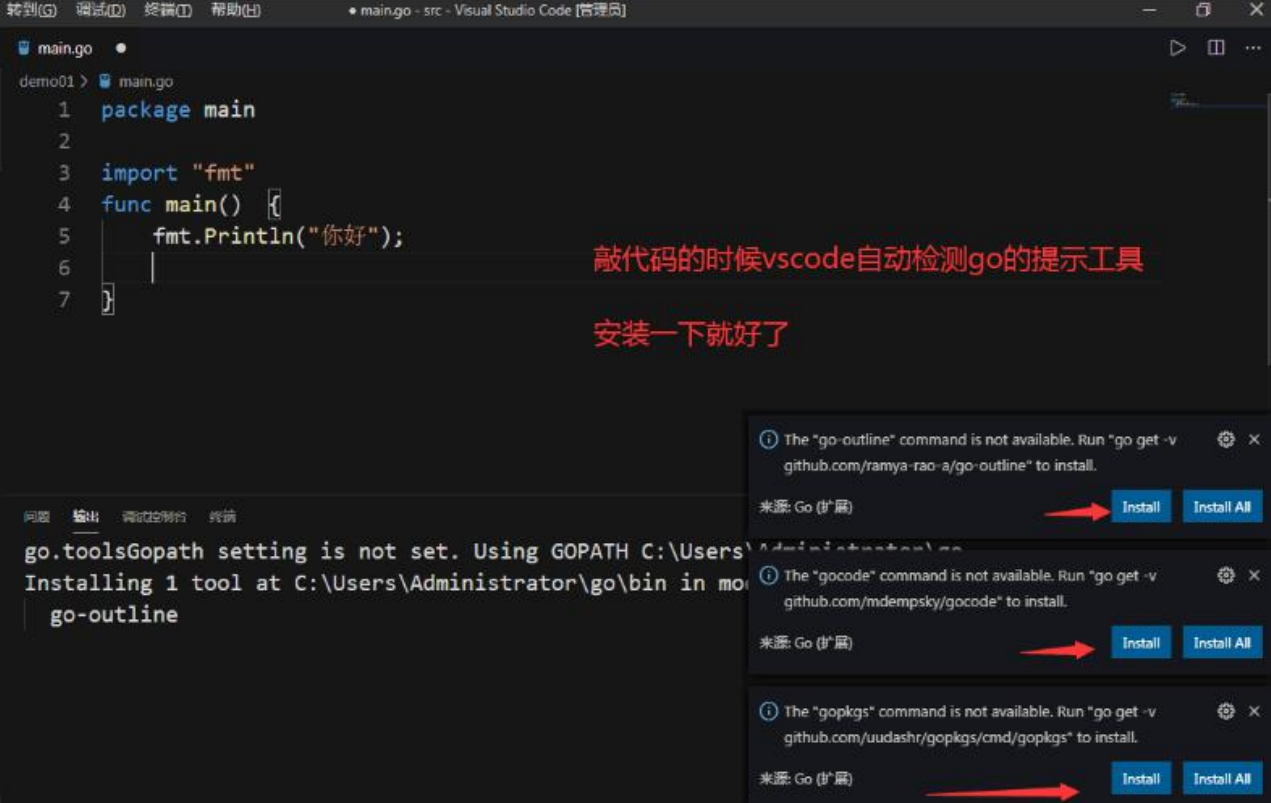 转到(G) 调试(D) 终端(T) 帮助(H) ● main.go - src - Visual Studio Code [管理员]
main.go ●
demo01 > main.go
1 package main
2
3 import "fmt"
4 func main() {
5 fmt.Println("你好");
6
7 }
敲代码的时候vscode自动检测go的提示工具
安装一下就好了
The "go-outline" command is not available. Run "go get -v
github.com/ramya-rao-a/go-outline" to install.
来源: Go (扩展) Install Install All
问题 输出 调试控制台 终端
go.toolsGopath setting is not set. Using GOPATH C:\Users\Administrator\go
Installing 1 tool at C:\Users\Administrator\go\bin in mo
go-outline
The "gocode" command is not available. Run "go get -v
github.com/mdempsky/gocode" to install.
来源: Go (扩展) Install Install All
The "gopkgs" command is not available. Run "go get -v
github.com/uudashr/gopkgs/cmd/gopkgs" to install.
来源: Go (扩展) Install Install All